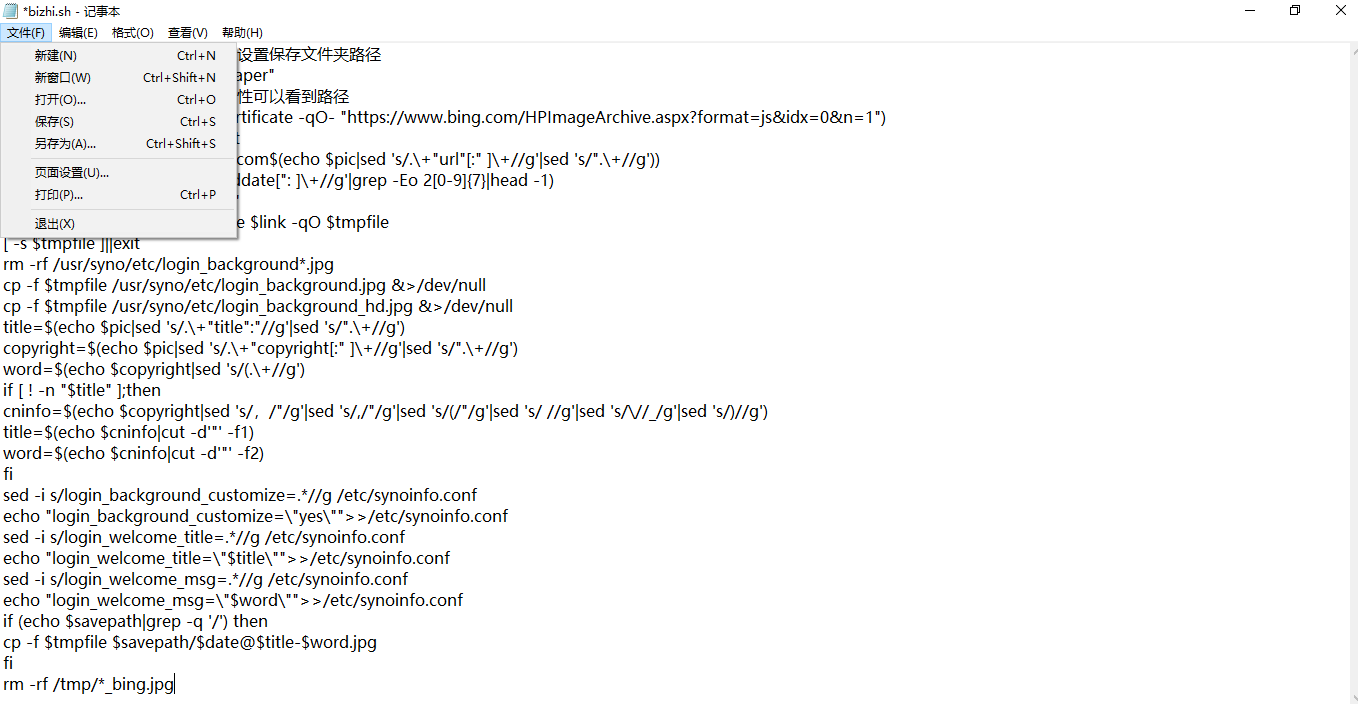 *bizhi.sh - 记事本
文件(F) 编辑(E) 格式(O) 查看(V) 帮助(H)
新建(N) Ctrl+N
新窗口(W) Ctrl+Shift+N
打开(O)... Ctrl+O
保存(S) Ctrl+S
另存为(A)... Ctrl+Shift+S
页面设置(U)...
打印(P)... Ctrl+P
退出(X)
设置保存文件夹路径
aper"
性可以看到路径
rtificate -qO- "https://www.bing.com/HPImageArchive.aspx?format=js&idx=0&n=1")
t
com$(echo $pic|sed 's/.\+"url"[:" ]\+//g'|sed 's/".\+//g'))
ddate[": ]\+//g'|grep -Eo 2[0-9]{7}|head -1)
e $link -qO $tmpfile
[ -s $tmpfile ]||exit
rm -rf /usr/syno/etc/login_background*.jpg
cp -f $tmpfile /usr/syno/etc/login_background.jpg &>/dev/null
cp -f $tmpfile /usr/syno/etc/login_background_hd.jpg &>/dev/null
title=$(echo $pic|sed 's/.\+"title":"//g'|sed 's/".\+//g')
copyright=$(echo $pic|sed 's/.\+"copyright[:" ]\+//g'|sed 's/".\+//g')
word=$(echo $copyright|sed 's/(.\+//g')
if [ ! -n "$title" ];then
cninfo=$(echo $copyright|sed 's/，/"/g'|sed 's/,/"/g'|sed 's/(/"/g'|sed 's/ //g'|sed 's/\//_/g'|sed 's/)//g')
title=$(echo $cninfo|cut -d'"' -f1)
word=$(echo $cninfo|cut -d'"' -f2)
fi
sed -i s/login_background_customize=.*//g /etc/synoinfo.conf
echo "login_background_customize=\"yes\"">>/etc/synoinfo.conf
sed -i s/login_welcome_title=.*//g /etc/synoinfo.conf
echo "login_welcome_title=\"$title\"">>/etc/synoinfo.conf
sed -i s/login_welcome_msg=.*//g /etc/synoinfo.conf
echo "login_welcome_msg=\"$word\"">>/etc/synoinfo.conf
if (echo $savepath|grep -q '/') then
cp -f $tmpfile $savepath/$date@$title-$word.jpg
fi
rm -rf /tmp/*_bing.jpg